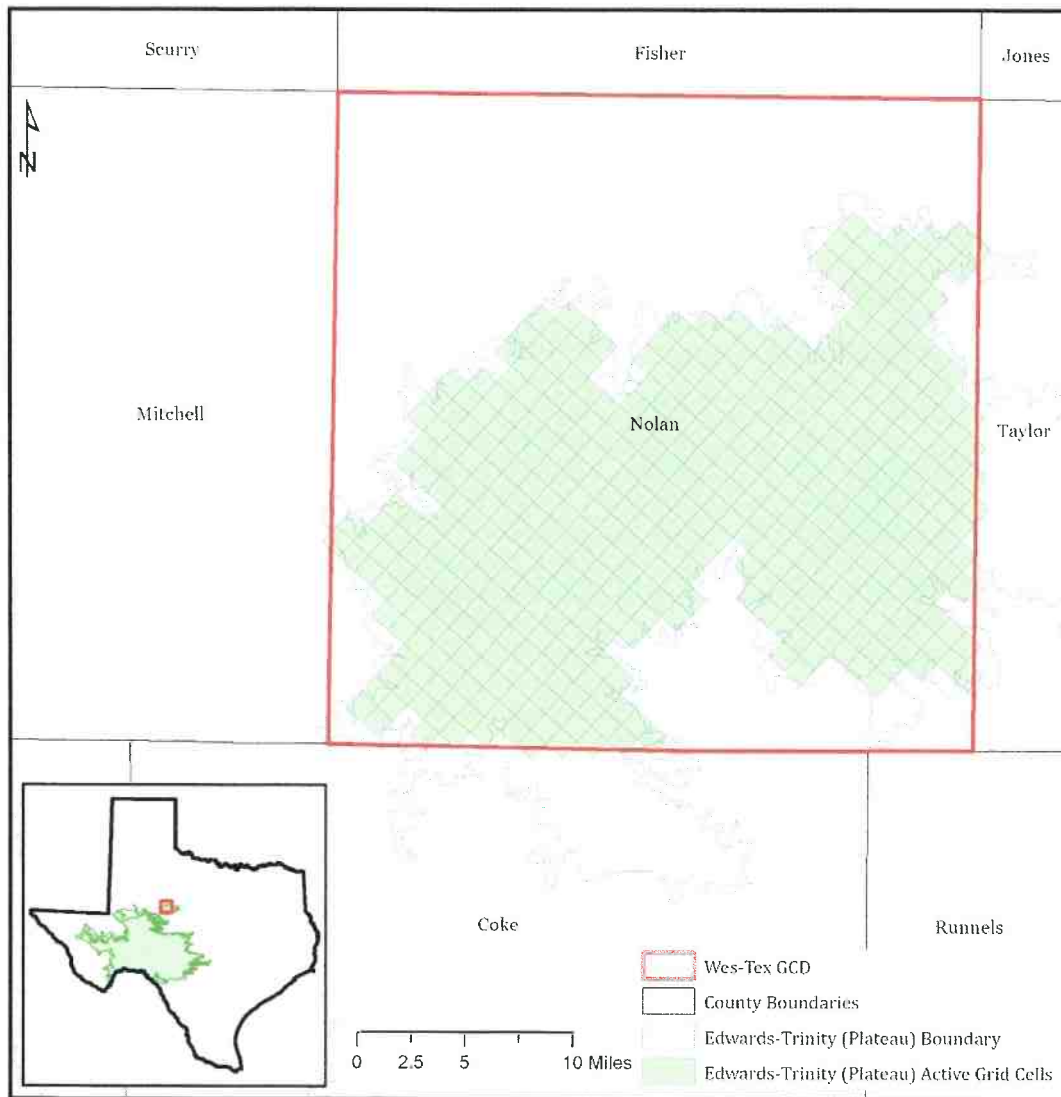 Scurry
Fisher
Jones
N
Mitchell
Nolan
Taylor
Coke
Runnels
Wes-Tex GCD
County Boundaries
Edwards-Trinity (Plateau) Boundary
Edwards-Trinity (Plateau) Active Grid Cells
0 2.5 5 10 Miles